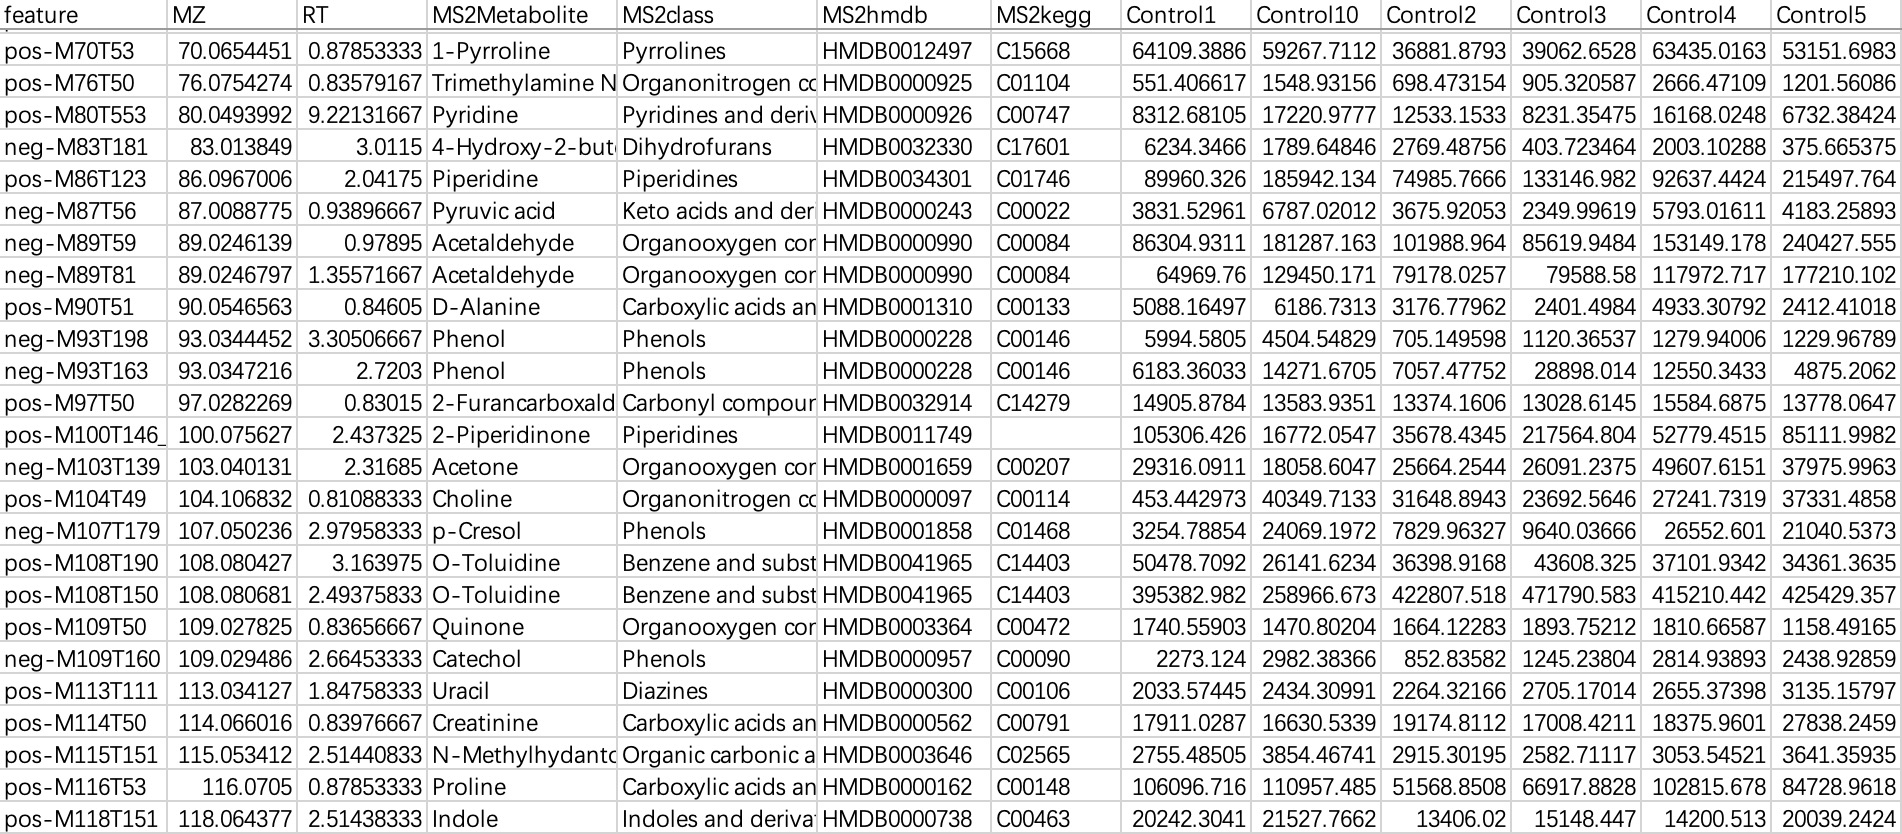 feature MZ RT MS2Metabolite MS2class MS2hmdb MS2kegg Control1 Control10 Control2 Control3 Control4 Control5
pos-M70T53 70.0654451 0.87853333 1-Pyrroline Pyrrolines HMDB0012497 C15668 64109.3886 59267.7112 36881.8793 39062.6528 63435.0163 53151.6983
pos-M76T50 76.0754274 0.83579167 Trimethylamine N Organonitrogen co HMDB0000925 C01104 551.406617 1548.93156 698.473154 905.320587 2666.47109 1201.56086
pos-M80T553 80.0493992 9.22131667 Pyridine Pyridines and deriv HMDB0000926 C00747 8312.68105 17220.9777 12533.1533 8231.35475 16168.0248 6732.38424
neg-M83T181 83.013849 3.0115 4-Hydroxy-2-but Dihydrofurans HMDB0032330 C17601 6234.3466 1789.64846 2769.48756 403.723464 2003.10288 375.665375
pos-M86T123 86.0967006 2.04175 Piperidine Piperidines HMDB0034301 C01746 89960.326 185942.134 74985.7666 133146.982 92637.4424 215497.764
neg-M87T56 87.0088775 0.93896667 Pyruvic acid Keto acids and deri HMDB0000243 C00022 3831.52961 6787.02012 3675.92053 2349.99619 5793.01611 4183.25893
neg-M89T59 89.0246139 0.97895 Acetaldehyde Organooxygen cor HMDB0000990 C00084 86304.9311 181287.163 101988.964 85619.9484 153149.178 240427.555
neg-M89T81 89.0246797 1.35571667 Acetaldehyde Organooxygen cor HMDB0000990 C00084 64969.76 129450.171 79178.0257 79588.58 117972.717 177210.102
pos-M90T51 90.0546563 0.84605 D-Alanine Carboxylic acids an HMDB0001310 C00133 5088.16497 6186.7313 3176.77962 2401.4984 4933.30792 2412.41018
neg-M93T198 93.0344452 3.30506667 Phenol Phenols HMDB0000228 C00146 5994.5805 4504.54829 705.149598 1120.36537 1279.94006 1229.96789
neg-M93T163 93.0347216 2.7203 Phenol Phenols HMDB0000228 C00146 6183.36033 14271.6705 7057.47752 28898.014 12550.3433 4875.2062
pos-M97T50 97.0282269 0.83015 2-Furancarboxald Carbonyl compour HMDB0032914 C14279 14905.8784 13583.9351 13374.1606 13028.6145 15584.6875 13778.0647
pos-M100T146_ 100.075627 2.437325 2-Piperidinone Piperidines HMDB0011749 105306.426 16772.0547 35678.4345 217564.804 52779.4515 85111.9982
neg-M103T139 103.040131 2.31685 Acetone Organooxygen cor HMDB0001659 C00207 29316.0911 18058.6047 25664.2544 26091.2375 49607.6151 37975.9963
pos-M104T49 104.106832 0.81088333 Choline Organonitrogen co HMDB0000097 C00114 453.442973 40349.7133 31648.8943 23692.5646 27241.7319 37331.4858
neg-M107T179 107.050236 2.97958333 p-Cresol Phenols HMDB0001858 C01468 3254.78854 24069.1972 7829.96327 9640.03666 26552.601 21040.5373
pos-M108T190 108.080427 3.163975 O-Toluidine Benzene and subst HMDB0041965 C14403 50478.7092 26141.6234 36398.9168 43608.325 37101.9342 34361.3635
pos-M108T150 108.080681 2.49375833 O-Toluidine Benzene and subst HMDB0041965 C14403 395382.982 258966.673 422807.518 471790.583 415210.442 425429.357
pos-M109T50 109.027825 0.83656667 Quinone Organooxygen cor HMDB0003364 C00472 1740.55903 1470.80204 1664.12283 1893.75212 1810.66587 1158.49165
neg-M109T160 109.029486 2.66453333 Catechol Phenols HMDB0000957 C00090 2273.124 2982.38366 852.83582 1245.23804 2814.93893 2438.92859
pos-M113T111 113.034127 1.84758333 Uracil Diazines HMDB0000300 C00106 2033.57445 2434.30991 2264.32166 2705.17014 2655.37398 3135.15797
pos-M114T50 114.066016 0.83976667 Creatinine Carboxylic acids an HMDB0000562 C00791 17911.0287 16630.5339 19174.8112 17008.4211 18375.9601 27838.2459
pos-M115T151 115.053412 2.51440833 N-Methylhydantc Organic carbonic a HMDB0003646 C02565 2755.48505 3854.46741 2915.30195 2582.71117 3053.54521 3641.35935
pos-M116T53 116.0705 0.87853333 Proline Carboxylic acids an HMDB0000162 C00148 106096.716 110957.485 51568.8508 66917.8828 102815.678 84728.9618
pos-M118T151 118.064377 2.51438333 Indole Indoles and deriva HMDB0000738 C00463 20242.3041 21527.7662 13406.02 15148.447 14200.513 20039.2424